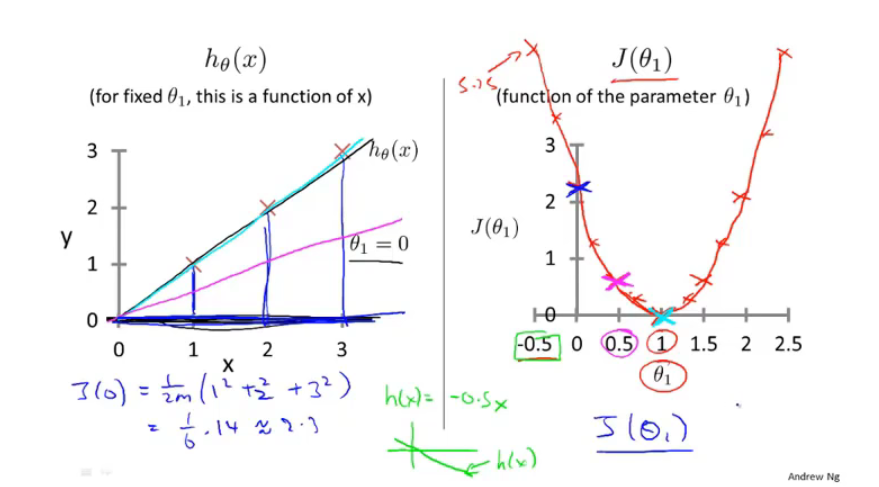 h_θ(x)
(for fixed θ₁, this is a function of x)
3
2
1
0
y
0 1 2 3
x
h_θ(x)
θ₁ = 0
J(0) = 1/2m (1² + 2² + 3²)
= 1/6 · 14 ≈ 2.3
h(x) = -0.5x
h(x)
J(θ₁)
(function of the parameter θ₁)
5.25
3
2
1
0
J(θ₁)
-0.5 0 0.5 1 1.5 2 2.5
θ₁
J(θ₁)
Andrew Ng